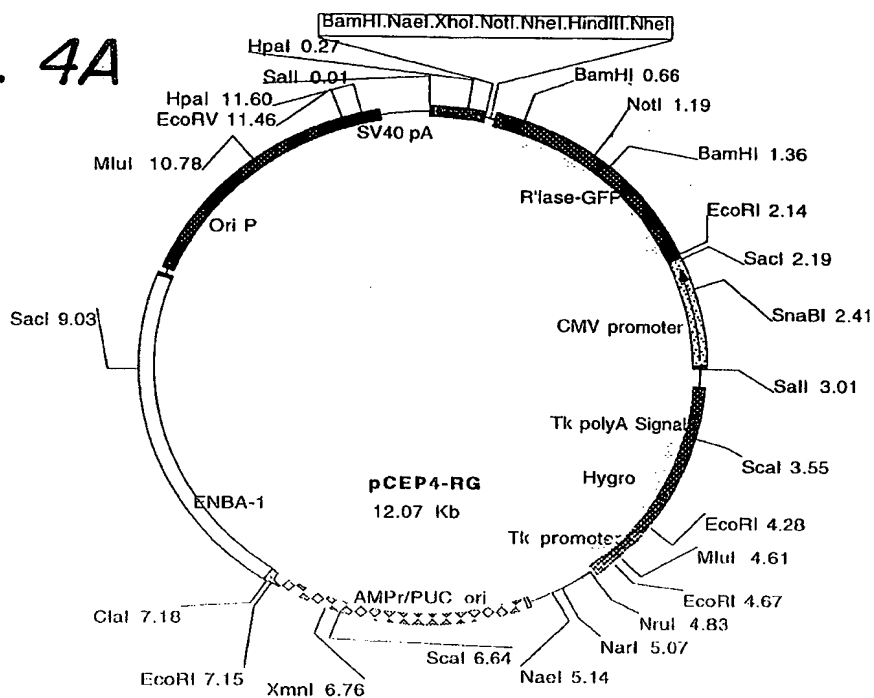 . 4A
BamHI.NaeI.XhoI.NotI.NheI.HindIII.NheI
HpaI 0.27
SalI 0.01
HpaI 11.60
EcoRV 11.46
MluI 10.78
SV40 pA
BamHI 0.66
NotI 1.19
BamHI 1.36
R'lase-GFP
EcoRI 2.14
SacI 2.19
SnaBI 2.41
Ori P
CMV promoter
SacI 9.03
SalI 3.01
Tk polyA Signal
ScaI 3.55
pCEP4-RG
12.07 Kb
Hygro
ENBA-1
EcoRI 4.28
Tk promoter
MluI 4.61
AMPr/PUC ori
EcoRI 4.67
ClaI 7.18
NruI 4.83
NarI 5.07
ScaI 6.64
EcoRI 7.15
XmnI 6.76
NaeI 5.14